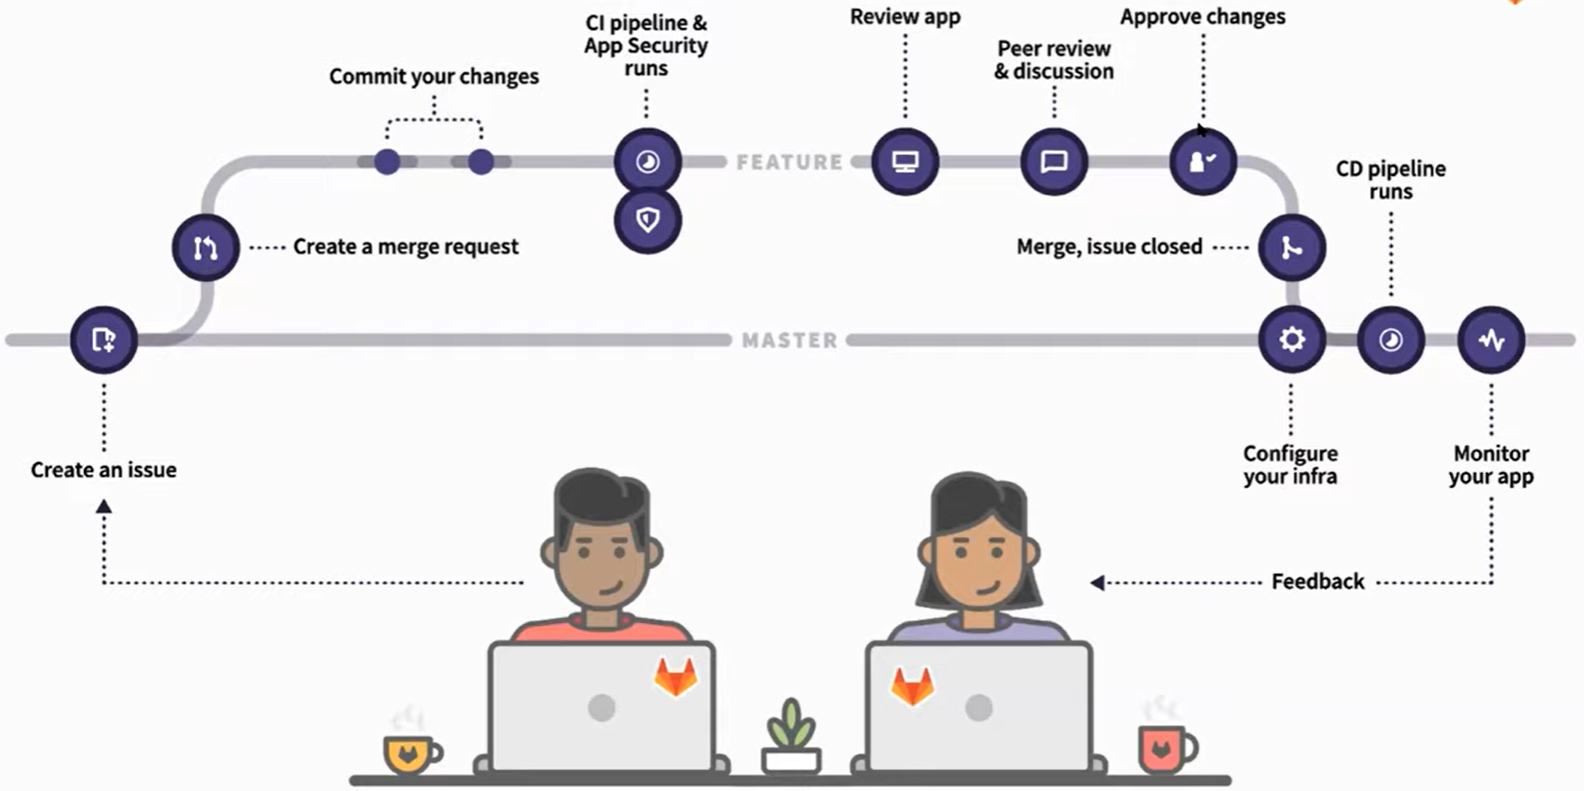 CI pipeline &
App Security
runs
Review app
Approve changes
Peer review
& discussion
Commit your changes
FEATURE
CD pipeline
runs
Create a merge request
Merge, issue closed
MASTER
Create an issue
Configure
your infra
Monitor
your app
Feedback